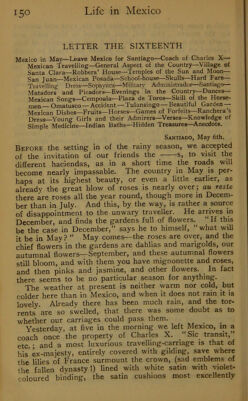 150 Life in Mexico
LETTER THE SIXTEENTH
Mexico in May—Leave Mexico for Santiago—Coach of Charles X—
Mexican Travelling—General Aspect of the Country—Village of
Santa Clara—Robbers' House—Temples of the Sun and Moon—
San Juan—Mexican Posada—School-house—Skulls—Hard Fare—
Travelling Dress—Sopayuca—Military Administrador—Santiago—
Matadors and Picadors—Evenings in the Country—Dances—
Mexican Songs—Cempoala—Plaza de Toros—Skill of the Horse-
men—Omatusco—Accident—Tulansingo—Beautiful Garden—
Mexican Dishes—Fruits—Horses—Games of Forfeits—Ranchera's
Dress—Young Girls and their Admirers—Verses—Knowledge of
Simple Medicine—Indian Baths—Hidden Treasures—Anecdote.
SANTIAGO, May 6th.
BEFORE the setting in of the rainy season, we accepted
the invitation of our friends the ——s, to visit the
different haciendas, as in a short time the roads will
become nearly impassable. The country in May is per-
haps at its highest beauty, or even a little earlier, as
already the great blow of roses is nearly over; au reste
there are roses all the year round, though more in Decem-
ber than in July. And this, by the way, is rather a source
of disappointment to the unwary traveller. He arrives in
December, and finds the gardens full of flowers. "If this
be the case in December," says he to himself, "what will
it be in May?" May comes—the roses are over, and the
chief flowers in the gardens are dahlias and marigolds, our
autumnal flowers—September, and these autumnal flowers
still bloom, and with them you have mignonette and roses,
and then pinks and jasmine, and other flowers. In fact
there seems to be no particular season for anything.
The weather at present is neither warm nor cold, but
colder here than in Mexico, and when it does not rain it is
lovely. Already there has been much rain, and the tor-
rents are so swelled, that there was some doubt as to
whether our carriages could pass them.
Yesterday, at five in the morning we left Mexico, in a
coach once the property of Charles X. "Sic transit,"
etc.; and a most luxurious travelling-carriage is that of
his ex-majesty, entirely covered with gilding, save where
the lilies of France surmount the crown, (sad emblems of
the fallen dynasty!) lined with white satin with violet-
coloured binding, the satin cushions most excellently